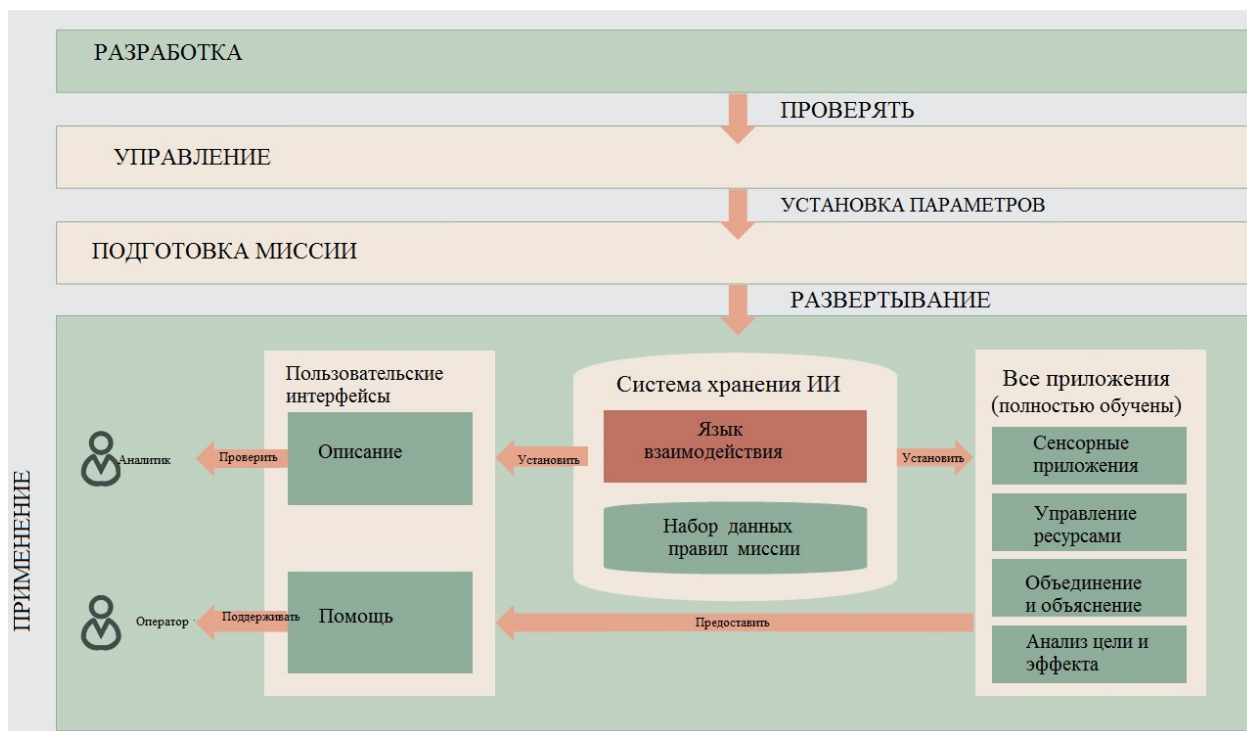 РАЗРАБОТКА
ПРОВЕРЯТЬ
УПРАВЛЕНИЕ
УСТАНОВКА ПАРАМЕТРОВ
ПОДГОТОВКА МИССИИ
РАЗВЕРТЫВАНИЕ
ПРИМЕНЕНИЕ
Пользовательские
интерфейсы
Описание
Проверить
Аналитик
Установить
Система хранения ИИ
Язык
взаимодействия
Набор данных
правил миссии
Установить
Все приложения
(полностью обучены)
Сенсорные
приложения
Управление
ресурсами
Объединение
и объяснение
Анализ цели и
эффекта
Предоставить
Помощь
Поддерживать
Оператор